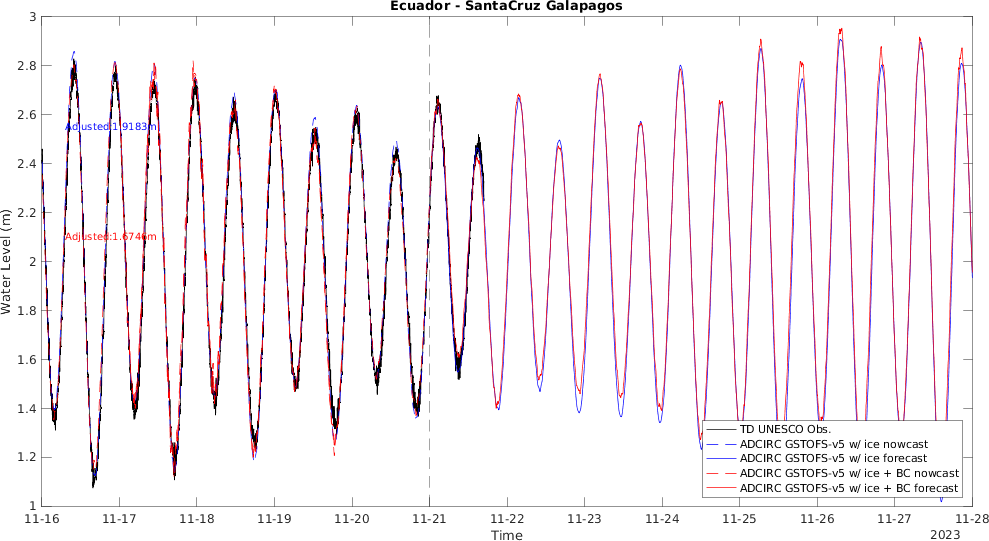 Ecuador - SantaCruz Galapagos
3
2.8
2.6
2.4
2.2
2
1.8
1.6
1.4
1.2
1
Water Level (m)
Adjusted:1.9183m
Adjusted:1.6746m
TD UNESCO Obs.
ADCIRC GSTOFS-v5 w/ ice nowcast
ADCIRC GSTOFS-v5 w/ ice forecast
ADCIRC GSTOFS-v5 w/ ice + BC nowcast
ADCIRC GSTOFS-v5 w/ ice + BC forecast
11-16 11-17 11-18 11-19 11-20 11-21 11-22 11-23 11-24 11-25 11-26 11-27 11-28
Time
2023